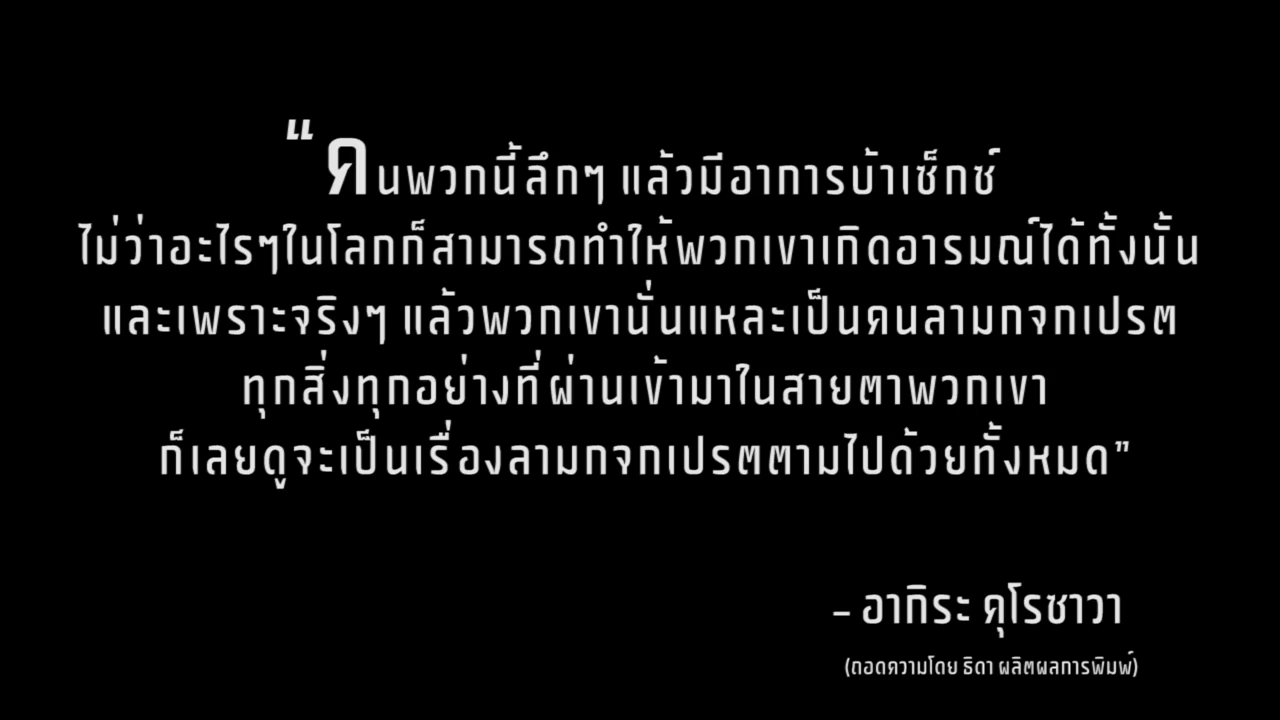 “คนพวกนี้ลึกๆ แล้วมีอาการบ้าเซ็กซ์
ไม่ว่าอะไรๆในโลกก็สามารถทำให้พวกเขาเกิดอารมณ์ได้ทั้งนั้น
และเพราะจริงๆ แล้วพวกเขานั่นแหละเป็นคนลามกจกเปรต
ทุกสิ่งทุกอย่างที่ผ่านเข้ามาในสายตาพวกเขา
ก็เลยดูจะเป็นเรื่องลามกจกเปรตตามไปด้วยทั้งหมด”
– อากิระ คุโรซาวา
(ถอดความโดย ธิดา ผลิตผลการพิมพ์)